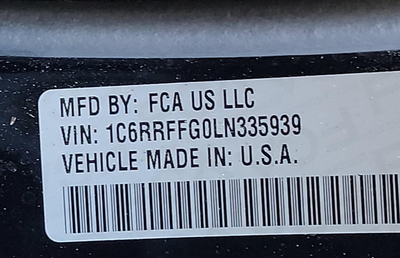 MFD BY: FCA US LLC
VIN: 1C6RRFFG0LN335939
VEHICLE MADE IN: U.S.A.